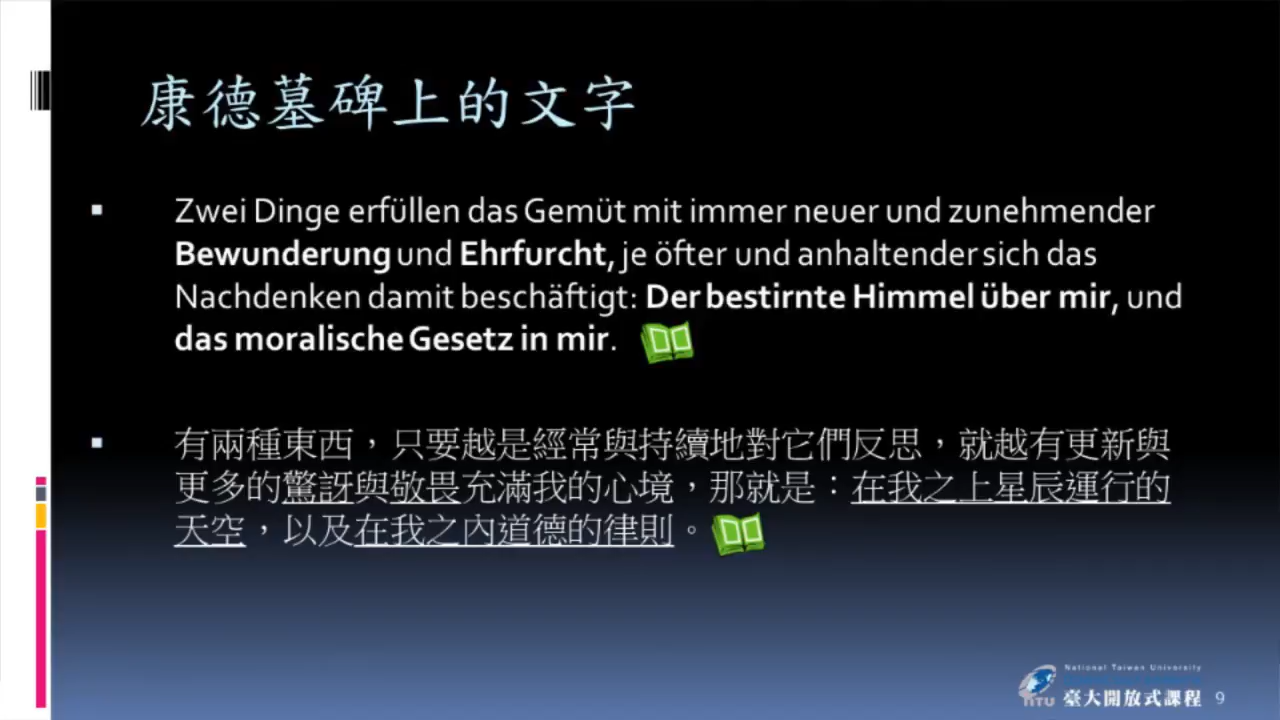 康德墓碑上的文字
Zwei Dinge erfüllen das Gemüt mit immer neuer und zunehmender
Bewunderung und Ehrfurcht, je öfter und anhaltender sich das
Nachdenken damit beschäftigt: Der bestirnte Himmel über mir, und
das moralische Gesetz in mir.
有兩種東西，只要越是經常與持續地對它們反思，就越有更新與
更多的驚訝與敬畏充滿我的心境，那就是：在我之上星辰運行的
天空，以及在我之內道德的律則。
National Taiwan University
NTU 臺大開放式課程 9